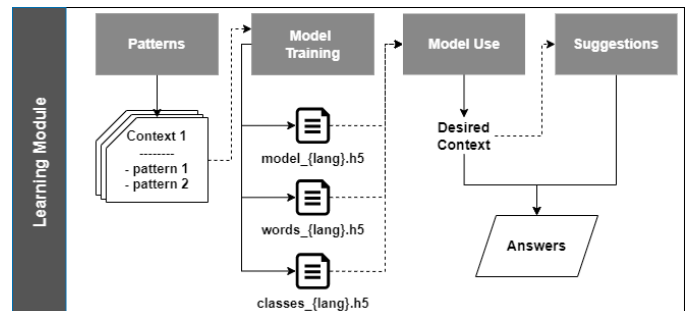 Learning Module
Patterns
Model
Training
Model Use
Suggestions
Context 1
--------
- pattern 1
- pattern 2
model_{lang}.h5
words_{lang}.h5
classes_{lang}.h5
Desired
Context
Answers